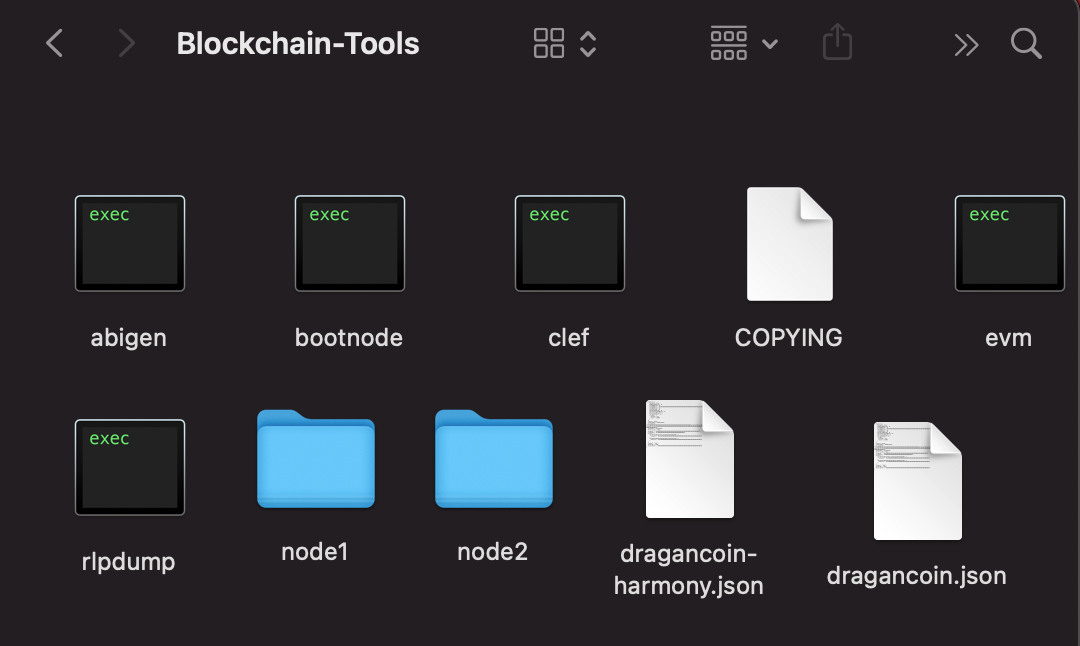 Blockchain-Tools
exec
exec
exec
exec
abigen
bootnode
clef
COPYING
evm
exec
rlpdump
node1
node2
dragancoin-
harmony.json
dragancoin.json